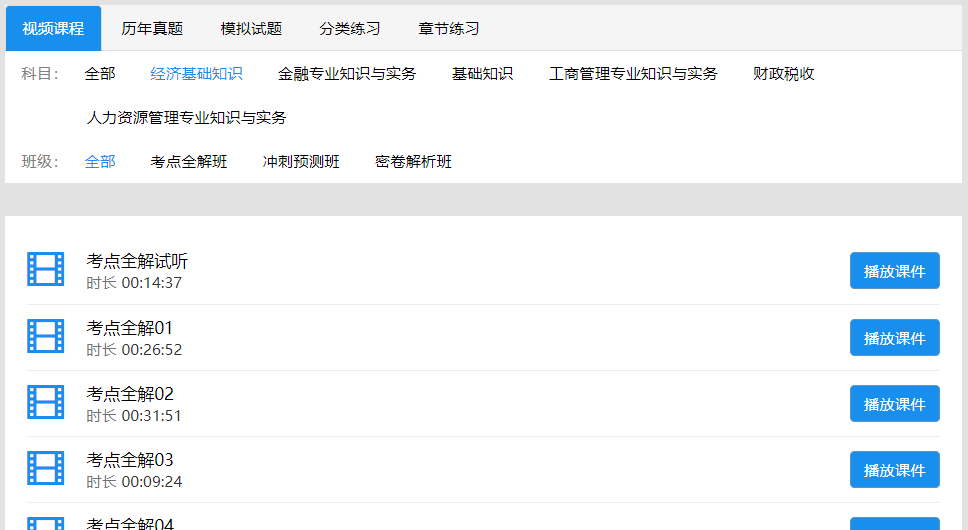 视频课程 历年真题 模拟试题 分类练习 章节练习
科目: 全部 经济基础知识 金融专业知识与实务 基础知识 工商管理专业知识与实务 财政税收
人力资源管理专业知识与实务
班级: 全部 考点全解班 冲刺预测班 密卷解析班
考点全解试听
时长 00:14:37
播放课件
考点全解01
时长 00:26:52
播放课件
考点全解02
时长 00:31:51
播放课件
考点全解03
时长 00:09:24
播放课件
考点全解04